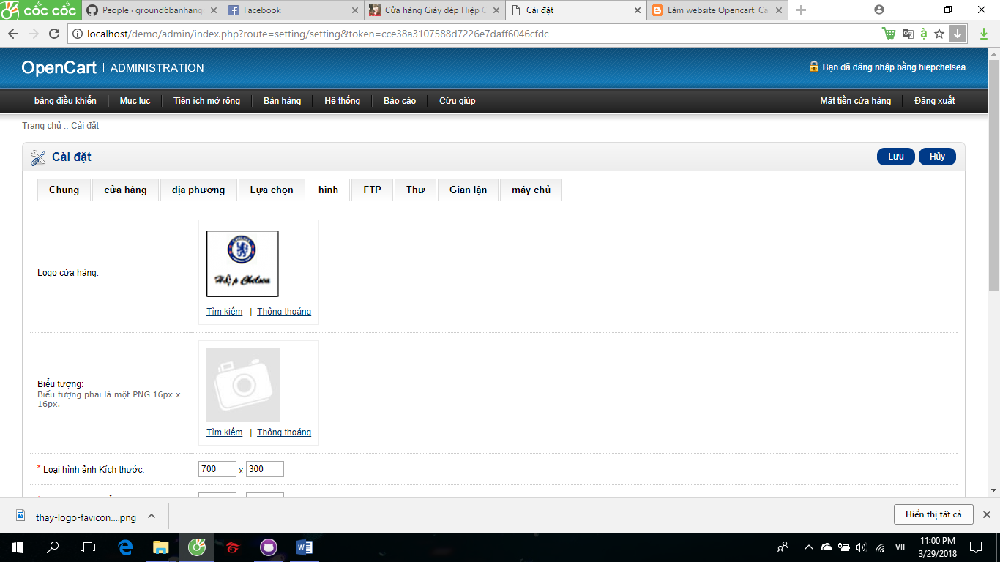 cốc cốc
People · ground6banhang
Facebook
Cửa hàng Giày dép Hiệp C
Cài đặt
Làm website Opencart: Cá
localhost/demo/admin/index.php?route=setting/setting&token=cce38a3107588d7226e7daff6046cfdc
OpenCart | ADMINISTRATION
Bạn đã đăng nhập bằng hiepchelsea
bảng điều khiển
Mục lục
Tiện ích mở rộng
Bán hàng
Hệ thống
Báo cáo
Cứu giúp
Mặt tiền cửa hàng
Đăng xuất
Trang chủ :: Cài đặt
Cài đặt
Lưu
Hủy
Chung
cửa hàng
địa phương
Lựa chọn
hình
FTP
Thư
Gian lận
máy chủ
Logo cửa hàng:
Hiệp Chelsea
Tìm kiếm | Thông thoáng
Biểu tượng:
Biểu tượng phải là một PNG 16px x
16px.
Tìm kiếm | Thông thoáng
* Loại hình ảnh Kích thước:
700 x 300
thay-logo-favicon....png
Hiển thị tất cả
VIE
11:00 PM
3/29/2018